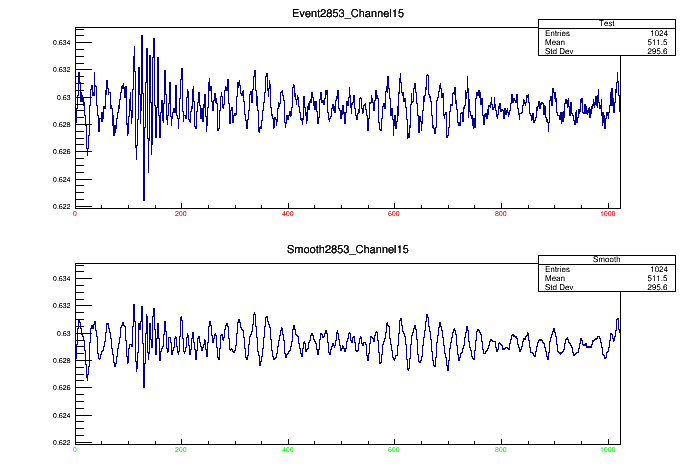 Event2853_Channel15
Test
Entries 1024
Mean 511.5
Std Dev 295.6
0.634
0.632
0.63
0.628
0.626
0.624
0.622
0 200 400 600 800 1000
Smooth2853_Channel15
Smooth
Entries 1024
Mean 511.5
Std Dev 295.6
0.634
0.632
0.63
0.628
0.626
0.624
0.622
0 200 400 600 800 1000